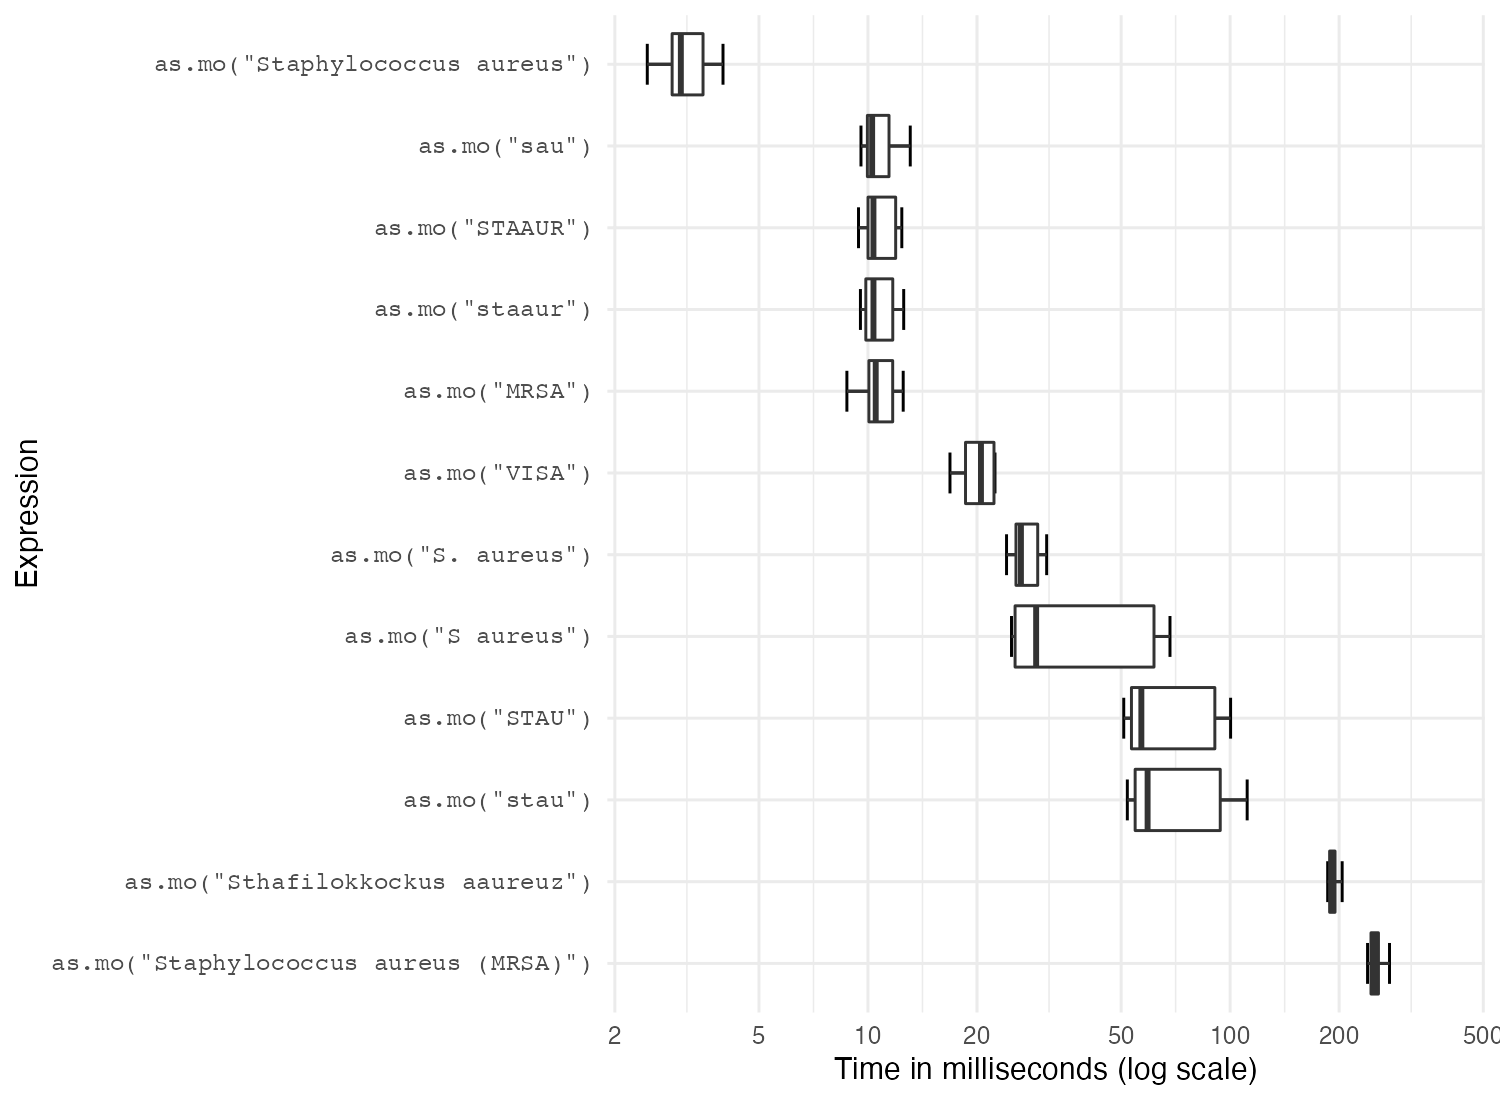 as.mo("Staphylococcus aureus")
as.mo("sau")
as.mo("STAAUR")
as.mo("staaur")
as.mo("MRSA")
as.mo("VISA")
as.mo("S. aureus")
as.mo("S aureus")
as.mo("STAU")
as.mo("stau")
as.mo("Sthafilokkockus aaureuz")
as.mo("Staphylococcus aureus (MRSA)")
Expression
2 5 10 20 50 100 200 500
Time in milliseconds (log scale)